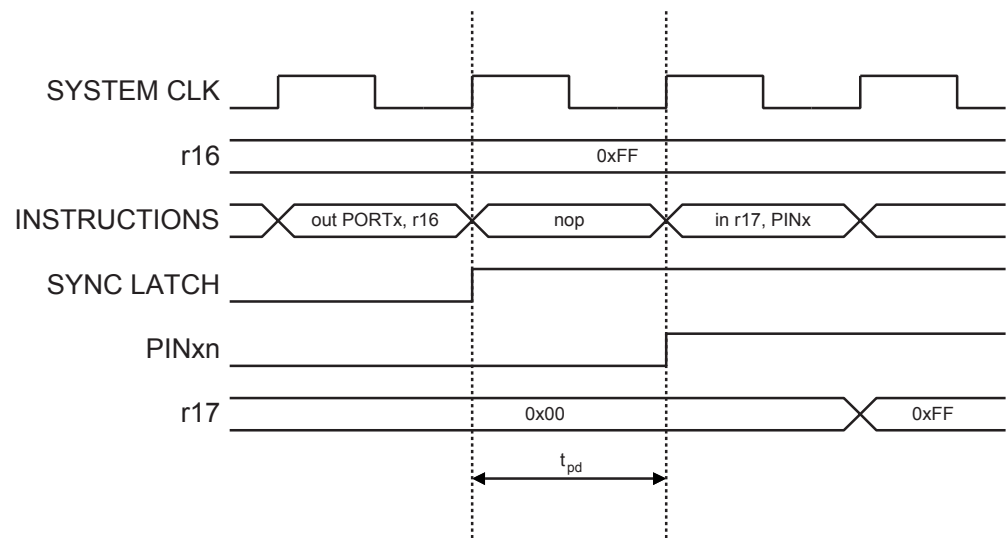 SYSTEM CLK
r16
0xFF
INSTRUCTIONS
out PORTx, r16
nop
in r17, PINx
SYNC LATCH
PINxn
r17
0x00
0xFF
tpd